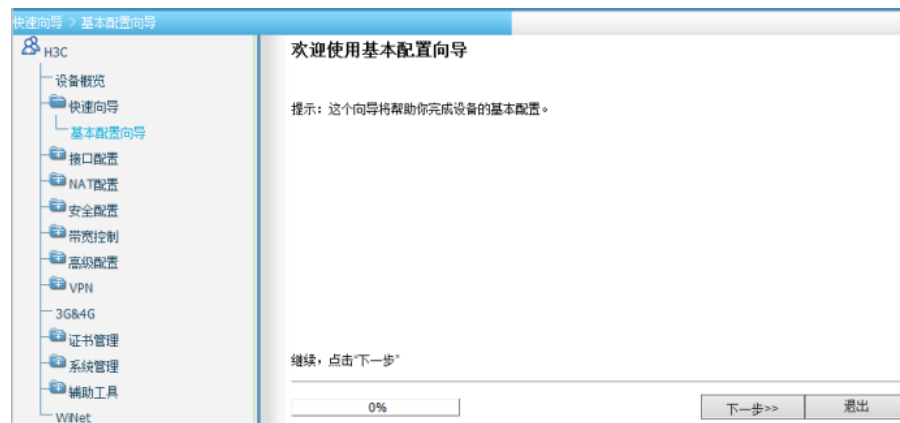 快速向导 > 基本配置向导
H3C
设备概览
快速向导
基本配置向导
接口配置
NAT配置
安全配置
带宽控制
高级配置
VPN
3G&4G
证书管理
系统管理
辅助工具
WiNet
欢迎使用基本配置向导
提示：这个向导将帮助你完成设备的基本配置。
继续，点击"下一步"
0%
下一步>>
退出